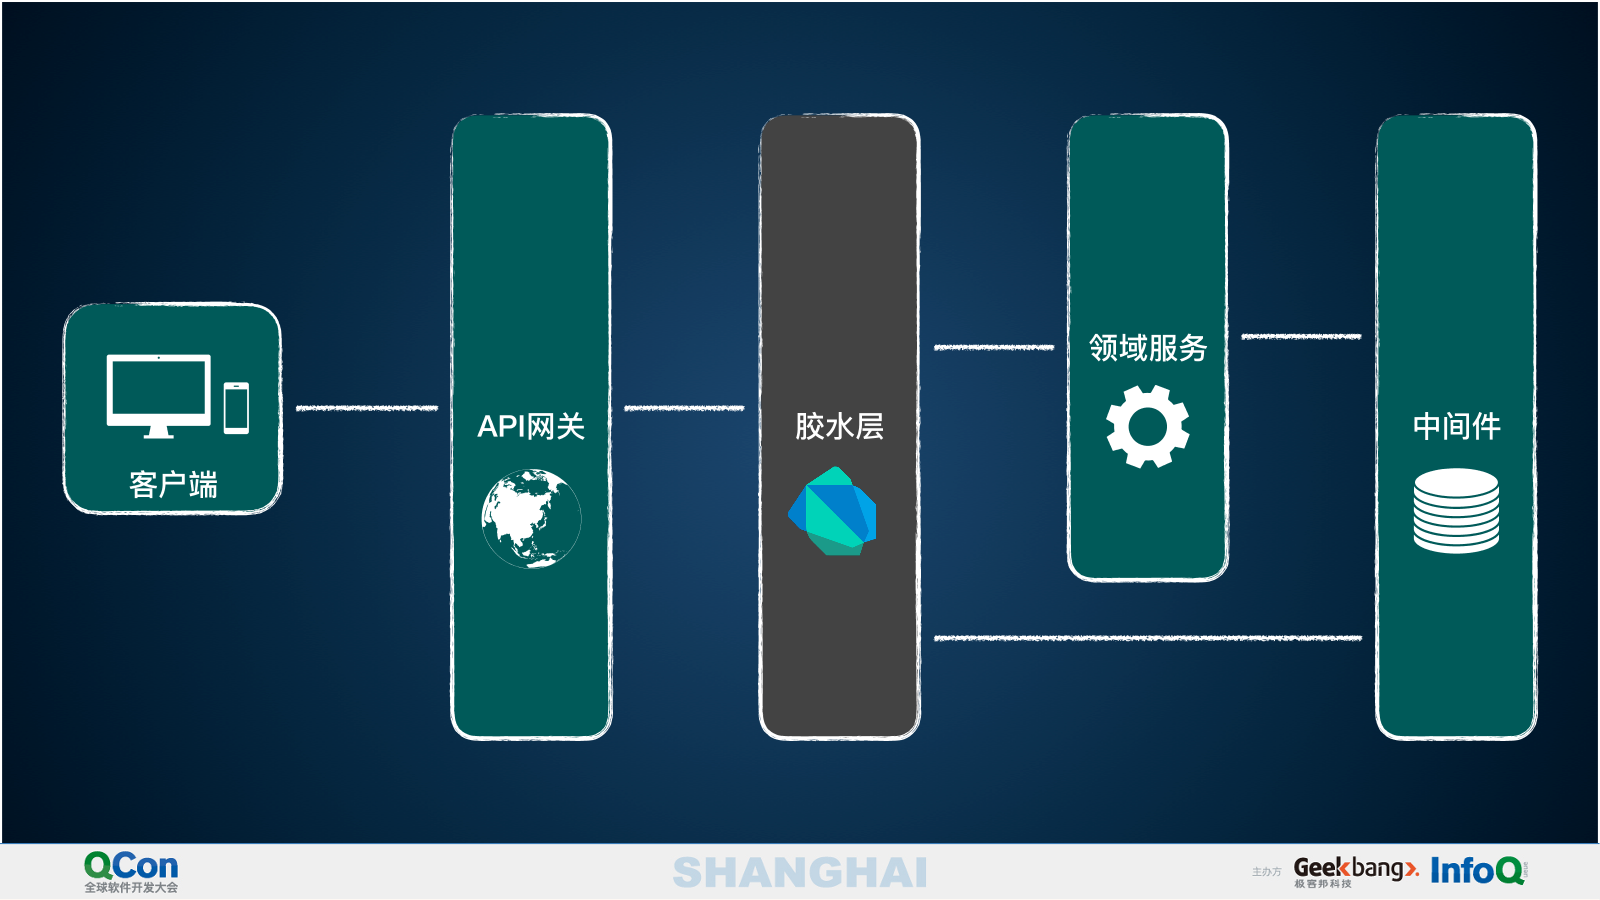 领域服务
API网关
胶水层
中间件
客户端
QCon
全球软件开发大会
SHANGHAI
主办方
Geekbang>.
极客邦科技
InfoQ